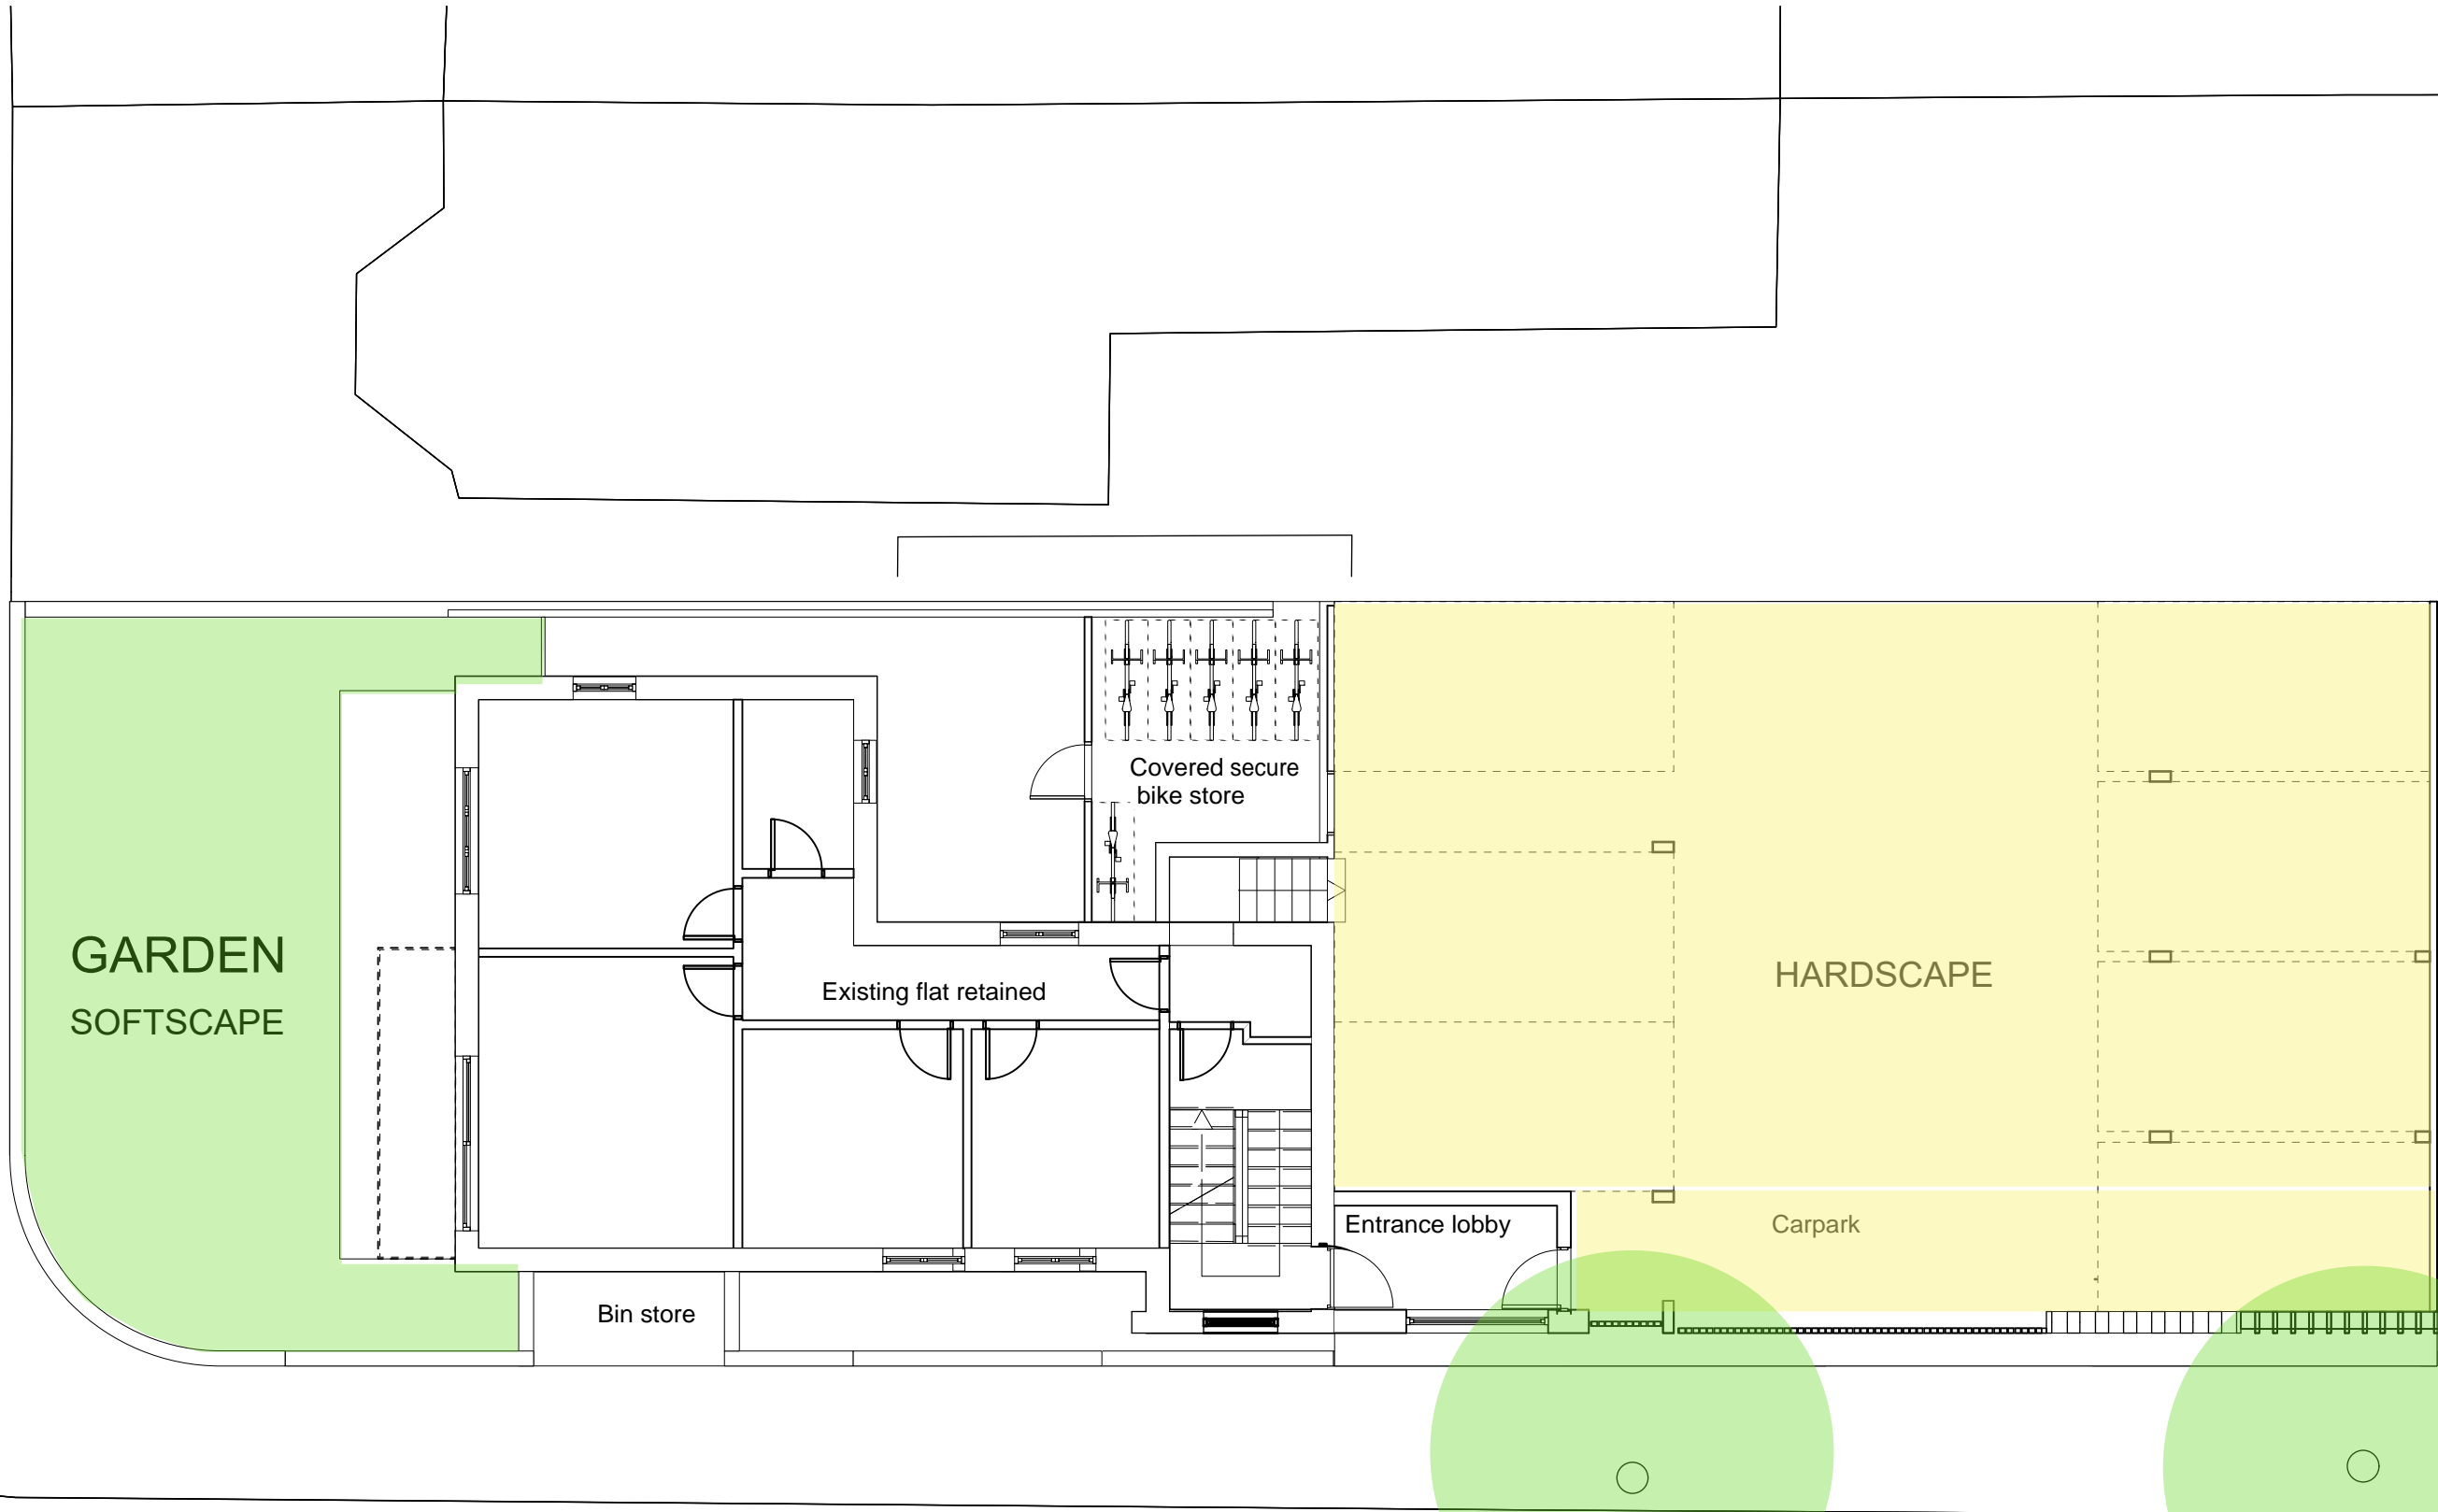 Covered secure
bike store
GARDEN
SOFTSCAPE
Existing flat retained
HARDSCAPE
Entrance lobby
Carpark
Bin store